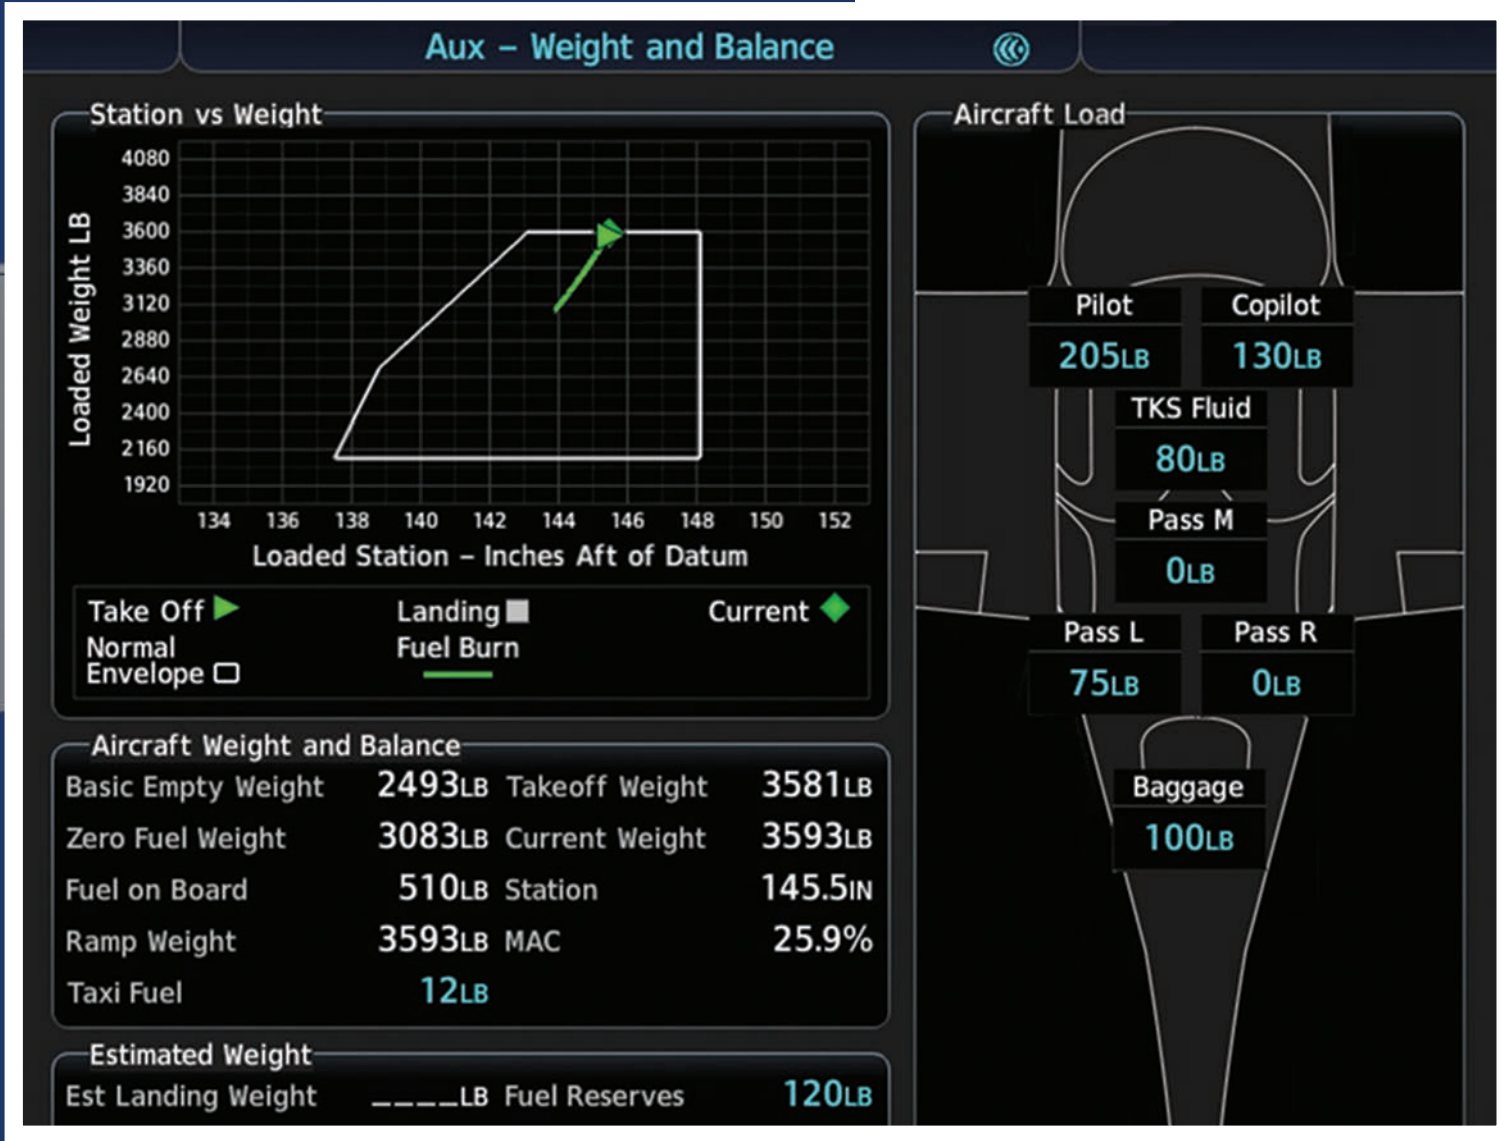 Aux – Weight and Balance
Station vs Weight
Loaded Weight LB
4080
3840
3600
3360
3120
2880
2640
2400
2160
1920
134 136 138 140 142 144 146 148 150 152
Loaded Station – Inches Aft of Datum
Take Off Landing Current
Normal Fuel Burn
Envelope
Aircraft Weight and Balance
Basic Empty Weight 2493LB Takeoff Weight 3581LB
Zero Fuel Weight 3083LB Current Weight 3593LB
Fuel on Board 510LB Station 145.5IN
Ramp Weight 3593LB MAC 25.9%
Taxi Fuel 12LB
Estimated Weight
Est Landing Weight ____LB Fuel Reserves 120LB
Aircraft Load
Pilot Copilot
205LB 130LB
TKS Fluid
80LB
Pass M
0LB
Pass L Pass R
75LB 0LB
Baggage
100LB